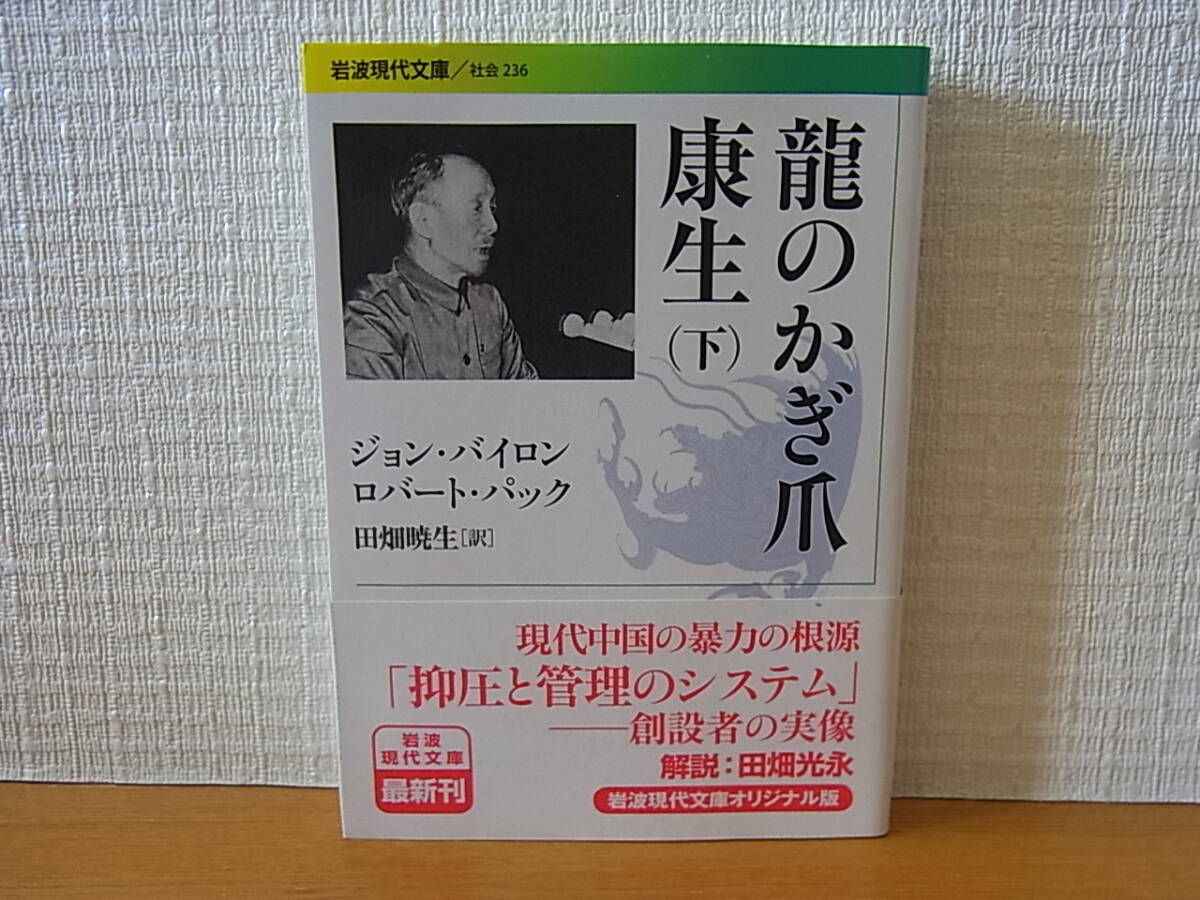 岩波現代文庫/社会 236
龍のかぎ爪
康生(下)
ジョン・バイロン
ロバート・パック
田畑暁生[訳]
現代中国の暴力の根源
「抑圧と管理のシステム」
――創設者の実像
解説:田畑光永
岩波現代文庫オリジナル版
岩波
現代文庫
最新刊